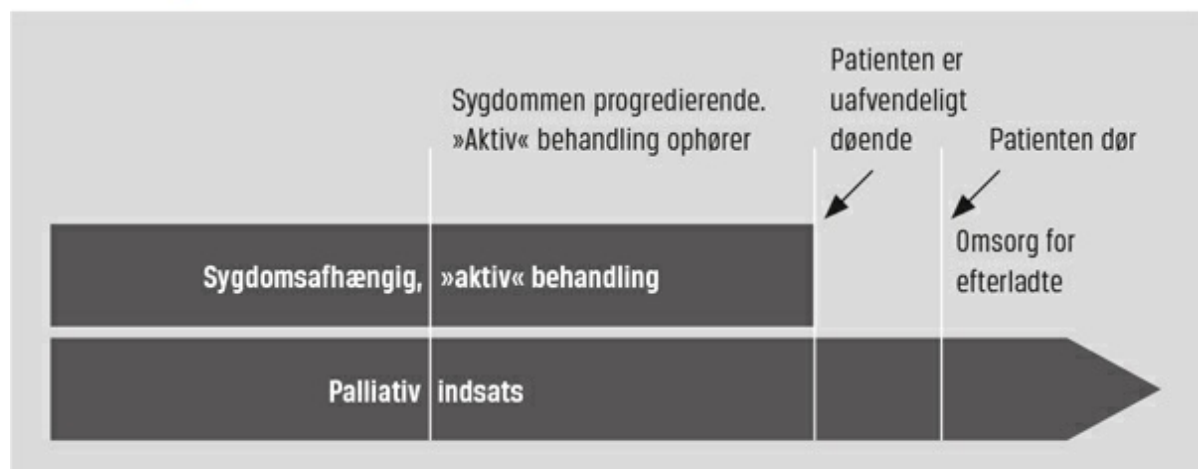 Sygdommen progredierende.
»Aktiv« behandling ophører
Patienten er
uafvendeligt
døende
Patienten dør
Omsorg for
efterladte
Sygdomsafhængig, »aktiv« behandling
Palliativ indsats